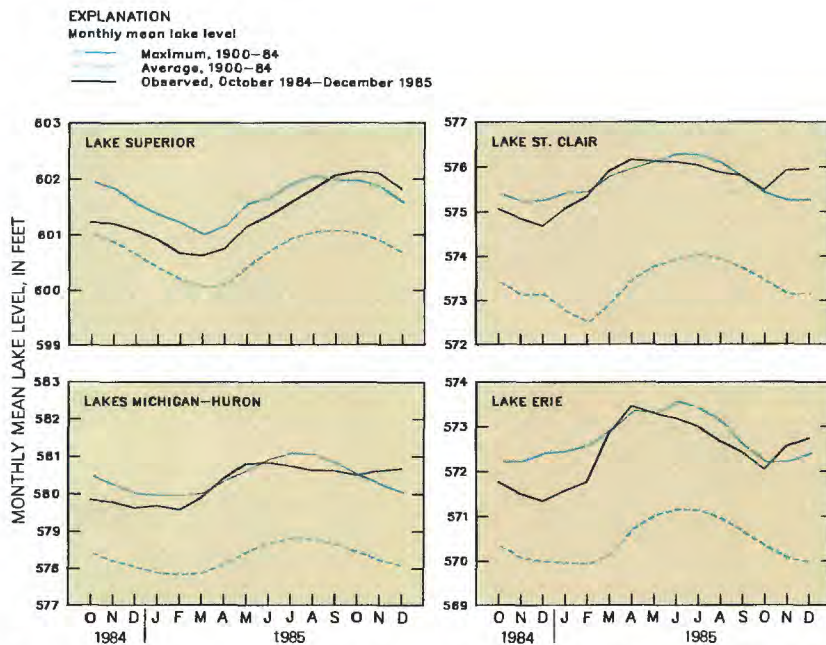 EXPLANATION
Monthly mean lake level
Maximum, 1900–84
Average, 1900–84
Observed, October 1984–December 1985
MONTHLY MEAN LAKE LEVEL, IN FEET
LAKE SUPERIOR
603
602
601
600
599
LAKE ST. CLAIR
577
576
575
574
573
572
LAKES MICHIGAN–HURON
583
581
580
579
578
577
O N D J F M A M J J A S O N D
1984 1985
LAKE ERIE
574
573
572
571
570
569
O N D J F M A M J J A S O N D
1984 1985